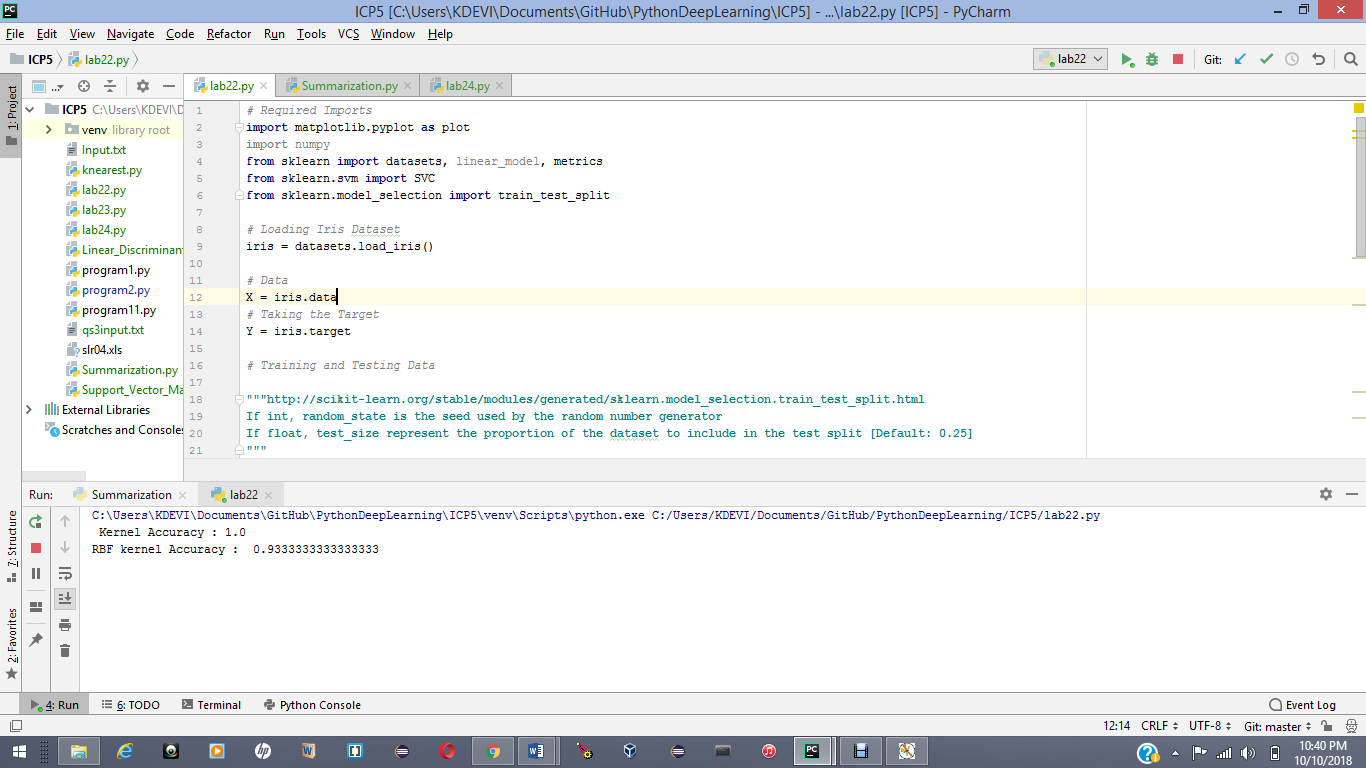 ICP5 [C:\Users\KDEVI\Documents\GitHub\PythonDeepLearning\ICP5] - ...\lab22.py [ICP5] - PyCharm
File Edit View Navigate Code Refactor Run Tools VCS Window Help
ICP5 lab22.py
lab22 Git:
1: Project
lab22.py Summarization.py lab24.py
ICP5 C:\Users\KDEVI\D
venv library root
Input.txt
knearest.py
lab22.py
lab23.py
lab24.py
Linear_Discriminant
program1.py
program2.py
program11.py
qs3input.txt
slr04.xls
Summarization.py
Support_Vector_Ma
External Libraries
Scratches and Consoles
1 # Required Imports
2 import matplotlib.pyplot as plot
3 import numpy
4 from sklearn import datasets, linear_model, metrics
5 from sklearn.svm import SVC
6 from sklearn.model_selection import train_test_split
7
8 # Loading Iris Dataset
9 iris = datasets.load_iris()
10
11 # Data
12 X = iris.data
13 # Taking the Target
14 Y = iris.target
15
16 # Training and Testing Data
17
18 """http://scikit-learn.org/stable/modules/generated/sklearn.model_selection.train_test_split.html
19 If int, random_state is the seed used by the random number generator
20 If float, test_size represent the proportion of the dataset to include in the test split [Default: 0.25]
21 """
Run: Summarization lab22
C:\Users\KDEVI\Documents\GitHub\PythonDeepLearning\ICP5\venv\Scripts\python.exe C:/Users/KDEVI/Documents/GitHub/PythonDeepLearning/ICP5/lab22.py
Kernel Accuracy : 1.0
RBF kernel Accuracy :  0.9333333333333333
7: Structure
2: Favorites
4: Run 6: TODO Terminal Python Console Event Log
12:14 CRLF UTF-8 Git: master
10:40 PM
10/10/2018